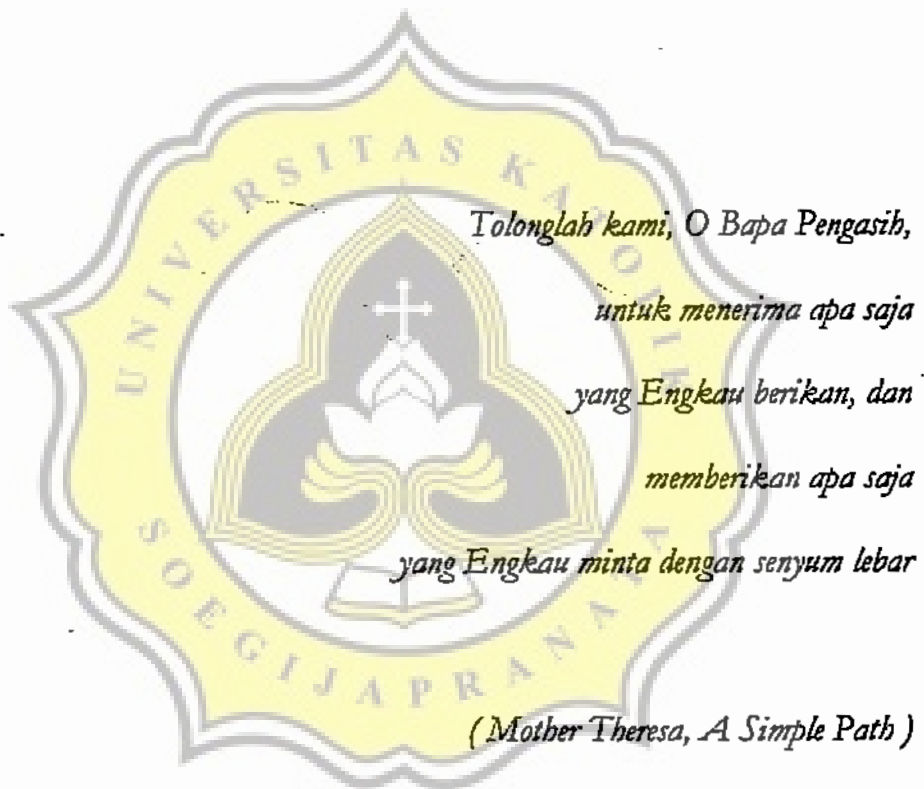 UNIVERSITAS KATOLIK
SOEGIJAPRANATA
Tolonglah kami, O Bapa Pengasih,
untuk menerima apa saja
yang Engkau berikan, dan
memberikan apa saja
yang Engkau minta dengan senyum lebar
( Mother Theresa, A Simple Path )